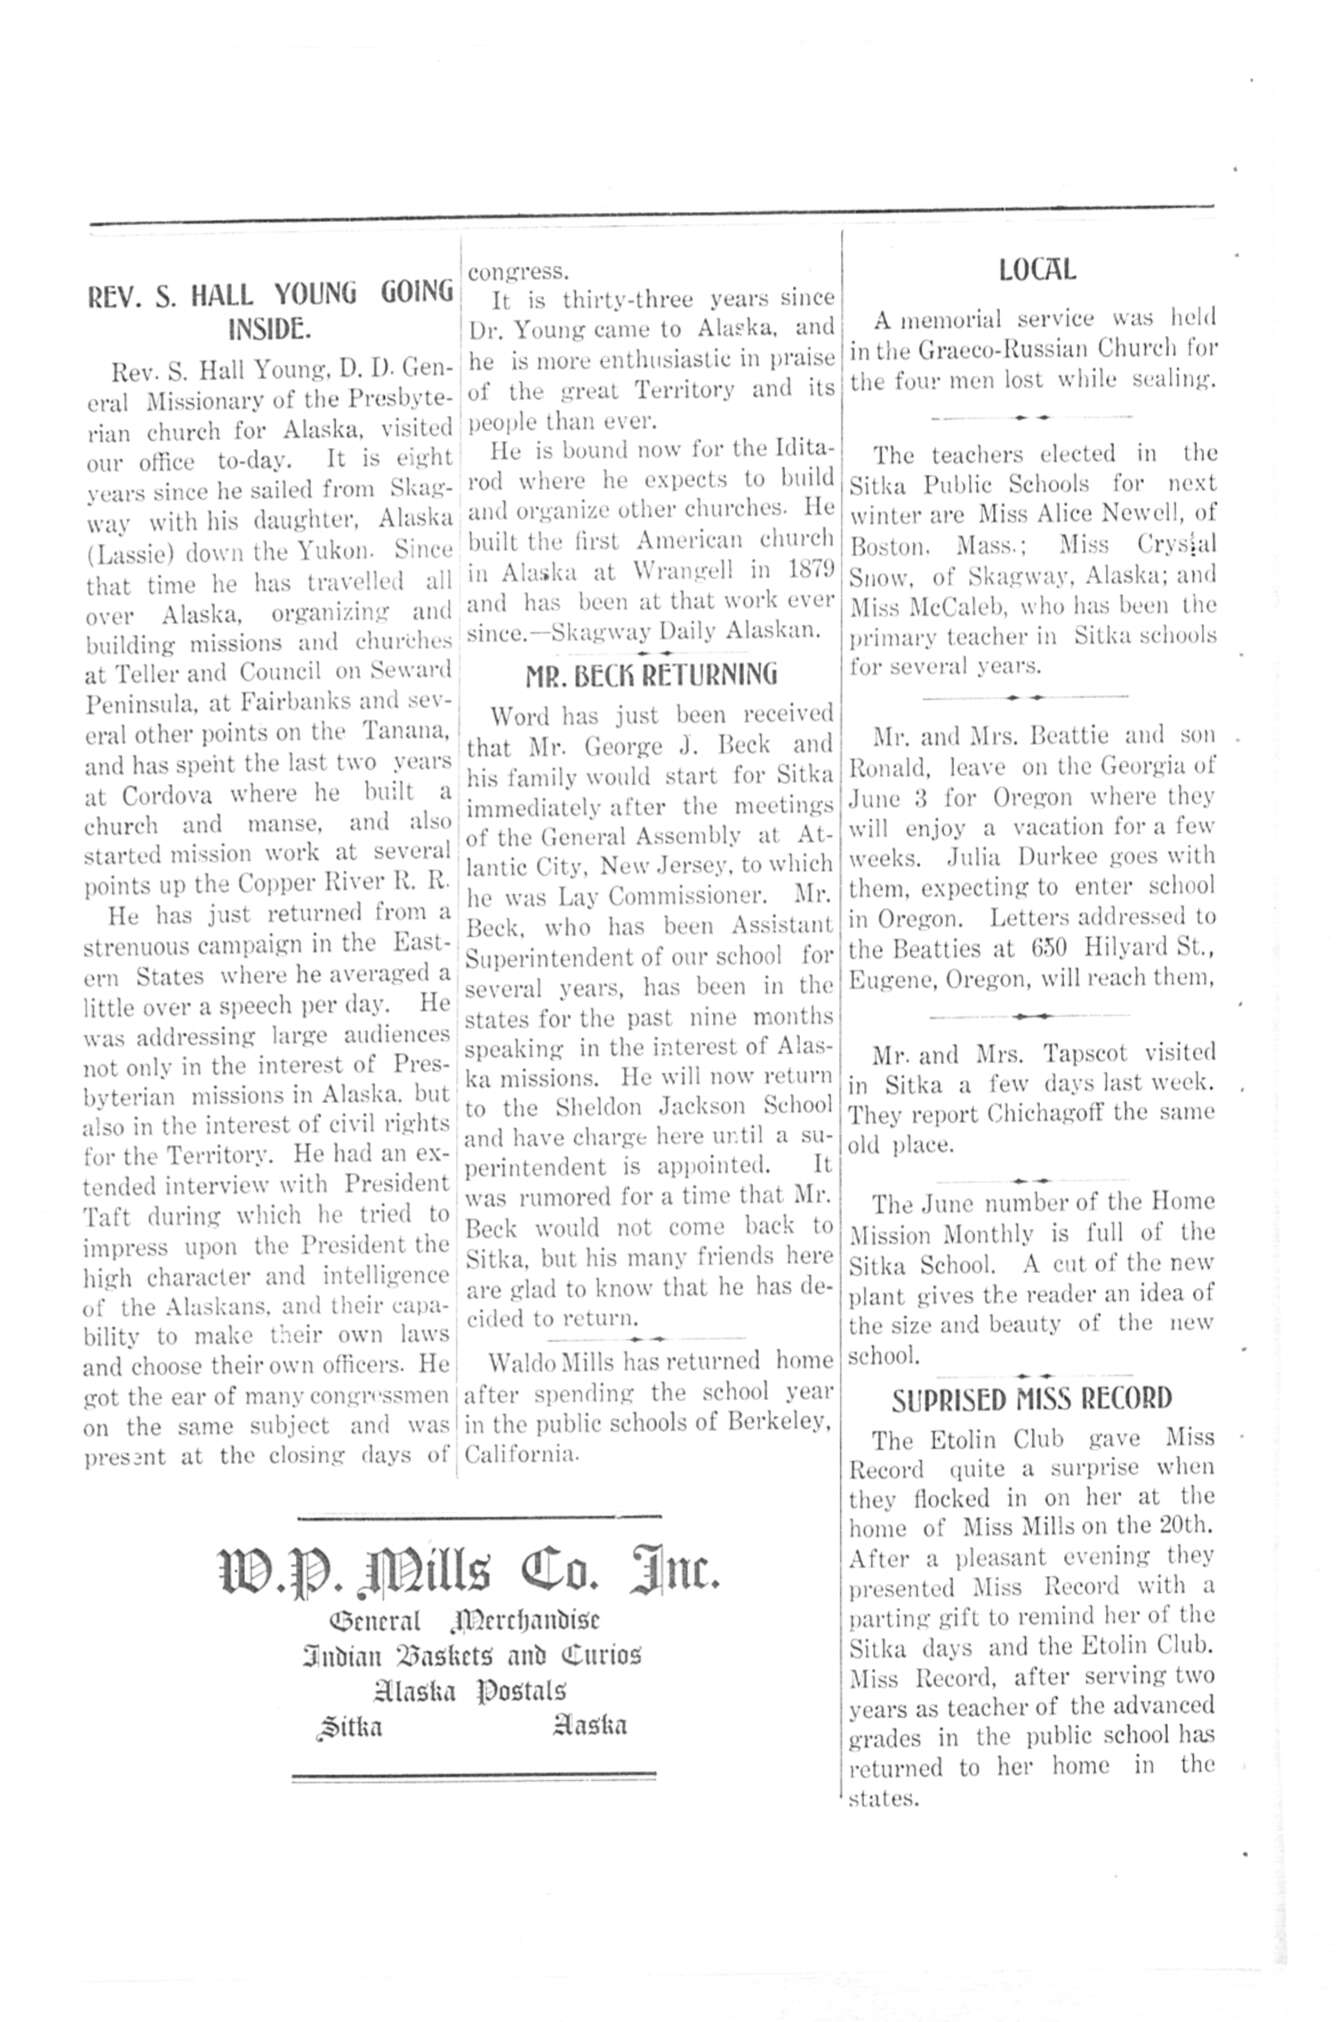 REV. S. HALL YOUNG GOING
INSIDE.
Rev. S. Hall Young, D. D. Gen-
eral Missionary of the Presbyte-
rian church for Alaska, visited
our office to-day. It is eight
years since he sailed from Skag-
way with his daughter, Alaska
(Lassie) down the Yukon. Since
that time he has travelled all
over Alaska, organizing and
building missions and churches
at Teller and Council on Seward
Peninsula, at Fairbanks and sev-
eral other points on the Tanana,
and has spent the last two years
at Cordova where he built a
church and manse, and also
started mission work at several
points up the Copper River R. R.
He has just returned from a
strenuous campaign in the East-
ern States where he averaged a
little over a speech per day. He
was addressing large audiences
not only in the interest of Pres-
byterian missions in Alaska, but
also in the interest of civil rights
for the Territory. He had an ex-
tended interview with President
Taft during which he tried to
impress upon the President the
high character and intelligence
of the Alaskans, and their capa-
bility to make their own laws
and choose their own officers. He
got the ear of many congressmen
on the same subject and was
present at the closing days of
congress.
It is thirty-three years since
Dr. Young came to Alaska, and
he is more enthusiastic in praise
of the great Territory and its
people than ever.
He is bound now for the Idita-
rod where he expects to build
and organize other churches. He
built the first American church
in Alaska at Wrangell in 1879
and has been at that work ever
since.—Skagway Daily Alaskan.
MR. BECK RETURNING
Word has just been received
that Mr. George J. Beck and
his family would start for Sitka
immediately after the meetings
of the General Assembly at At-
lantic City, New Jersey, to which
he was Lay Commissioner. Mr.
Beck, who has been Assistant
Superintendent of our school for
several years, has been in the
states for the past nine months
speaking in the interest of Alas-
ka missions. He will now return
to the Sheldon Jackson School
and have charge here until a su-
perintendent is appointed. It
was rumored for a time that Mr.
Beck would not come back to
Sitka, but his many friends here
are glad to know that he has de-
cided to return.
Waldo Mills has returned home
after spending the school year
in the public schools of Berkeley,
California.
W.P. Mills Co. Inc.
General Merchandise
Indian Baskets and Curios
Alaska Postals
Sitka Aaska
LOCAL
A memorial service was held
in the Graeco-Russian Church for
the four men lost while sealing.
The teachers elected in the
Sitka Public Schools for next
winter are Miss Alice Newell, of
Boston, Mass.; Miss Crystal
Snow, of Skagway, Alaska; and
Miss McCaleb, who has been the
primary teacher in Sitka schools
for several years.
Mr. and Mrs. Beattie and son
Ronald, leave on the Georgia of
June 3 for Oregon where they
will enjoy a vacation for a few
weeks. Julia Durkee goes with
them, expecting to enter school
in Oregon. Letters addressed to
the Beatties at 650 Hilyard St.,
Eugene, Oregon, will reach them,
Mr. and Mrs. Tapscot visited
in Sitka a few days last week.
They report Chichagoff the same
old place.
The June number of the Home
Mission Monthly is full of the
Sitka School. A cut of the new
plant gives the reader an idea of
the size and beauty of the new
school.
SUPRISED MISS RECORD
The Etolin Club gave Miss
Record quite a surprise when
they flocked in on her at the
home of Miss Mills on the 20th.
After a pleasant evening they
presented Miss Record with a
parting gift to remind her of the
Sitka days and the Etolin Club.
Miss Record, after serving two
years as teacher of the advanced
grades in the public school has
returned to her home in the
states.